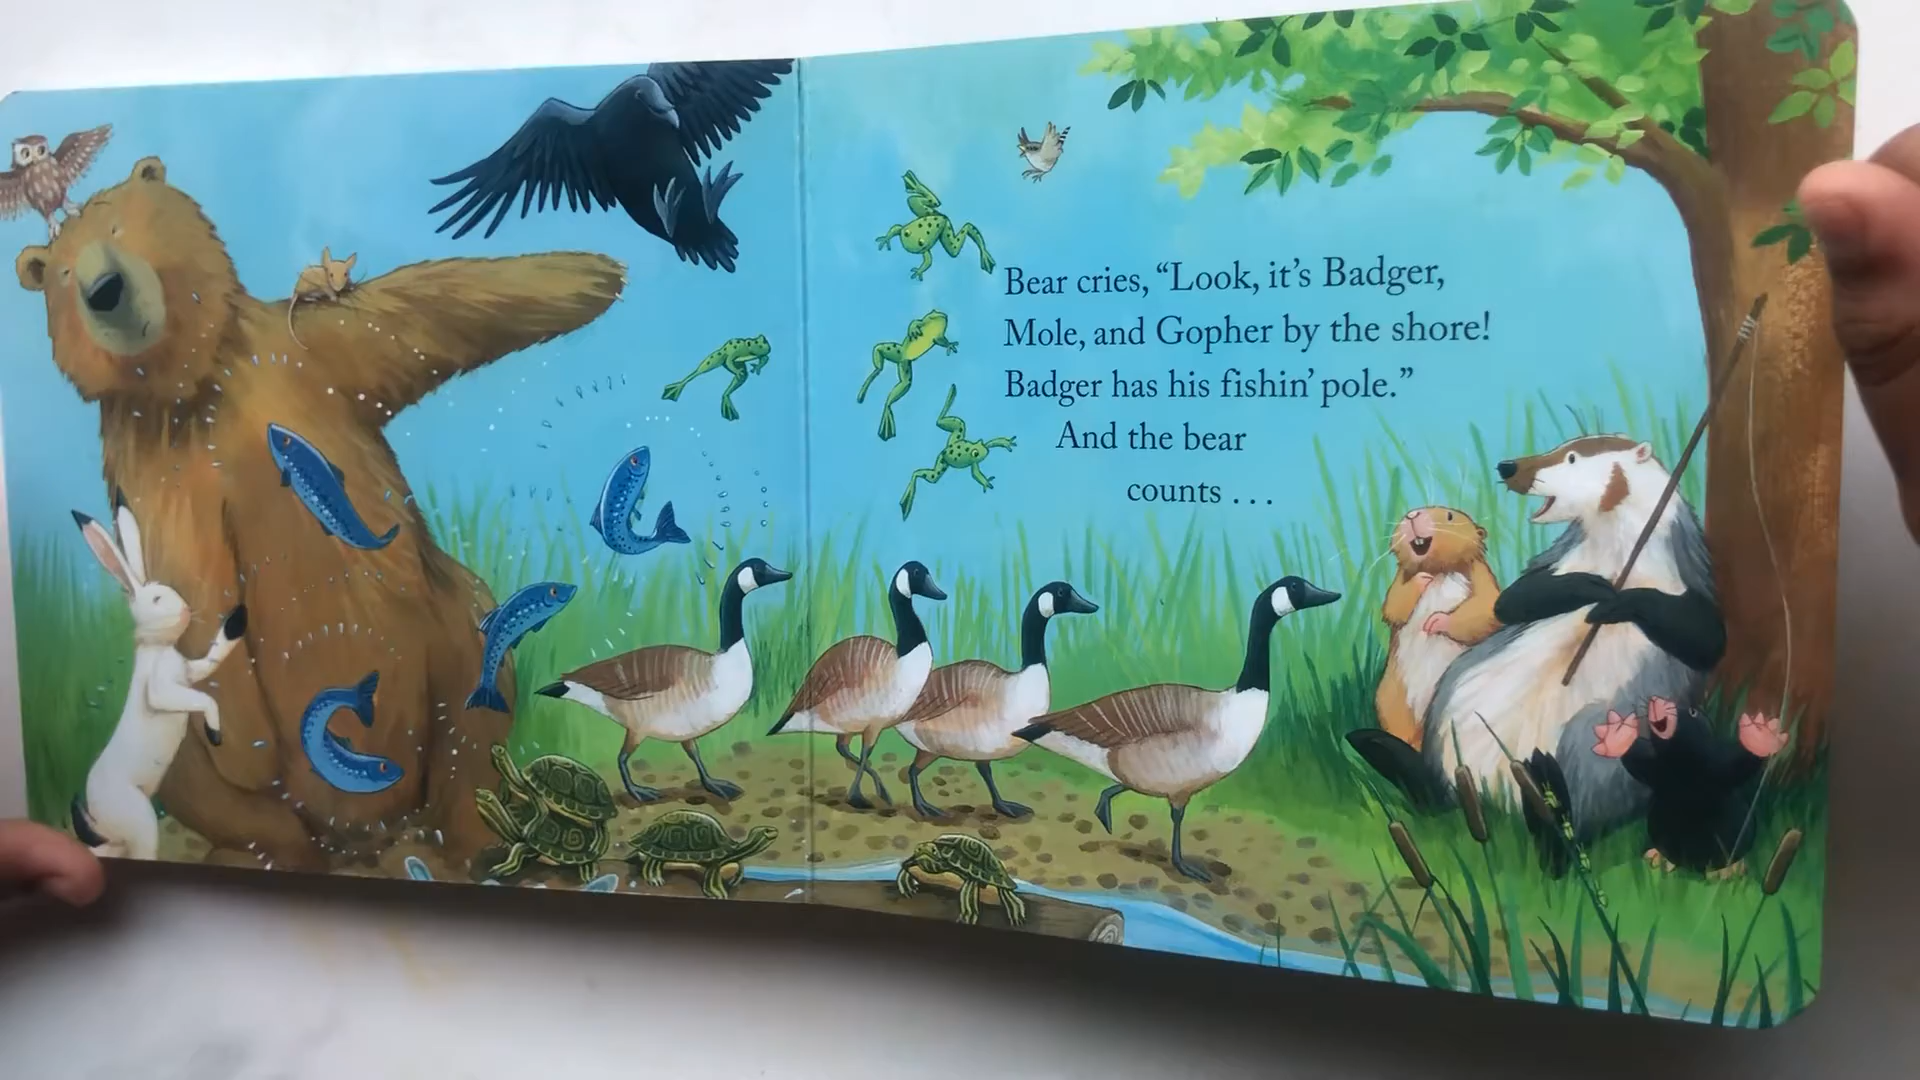 Bear cries, “Look, it’s Badger,
Mole, and Gopher by the shore!
Badger has his fishin’ pole.”
And the bear
counts . . .